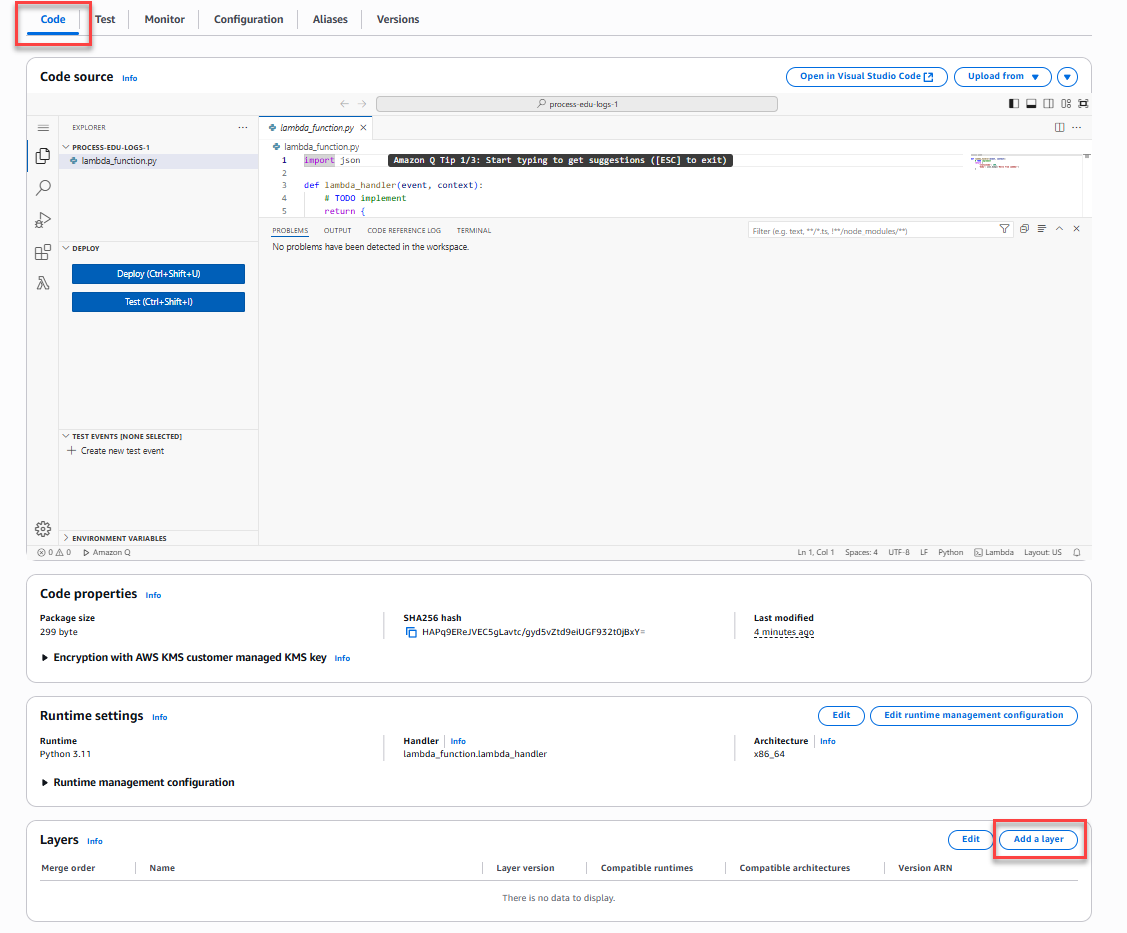 Code Test Monitor Configuration Aliases Versions
Code source Info Open in Visual Studio Code Upload from
process-edu-logs-1
EXPLORER ··· lambda_function.py ···
PROCESS-EDU-LOGS-1 lambda_function.py
lambda_function.py 1 import json Amazon Q Tip 1/3: Start typing to get suggestions ([ESC] to exit)
2
3 def lambda_handler(event, context):
4 # TODO implement
5 return {
PROBLEMS OUTPUT CODE REFERENCE LOG TERMINAL Filter (e.g. text, **/*.ts, !**/node_modules/**)
No problems have been detected in the workspace.
DEPLOY
Deploy (Ctrl+Shift+U)
Test (Ctrl+Shift+I)
TEST EVENTS [NONE SELECTED]
Create new test event
ENVIRONMENT VARIABLES
0 0 Amazon Q Ln 1, Col 1 Spaces: 4 UTF-8 LF Python Lambda Layout: US
Code properties Info
Package size SHA256 hash Last modified
299 byte HAPq9EReJVEC5gLavtc/gyd5vZtd9eiUGF932t0jBxY= 4 minutes ago
Encryption with AWS KMS customer managed KMS key Info
Runtime settings Info Edit Edit runtime management configuration
Runtime Handler Info Architecture Info
Python 3.11 lambda_function.lambda_handler x86_64
Runtime management configuration
Layers Info Edit Add a layer
Merge order Name Layer version Compatible runtimes Compatible architectures Version ARN
There is no data to display.